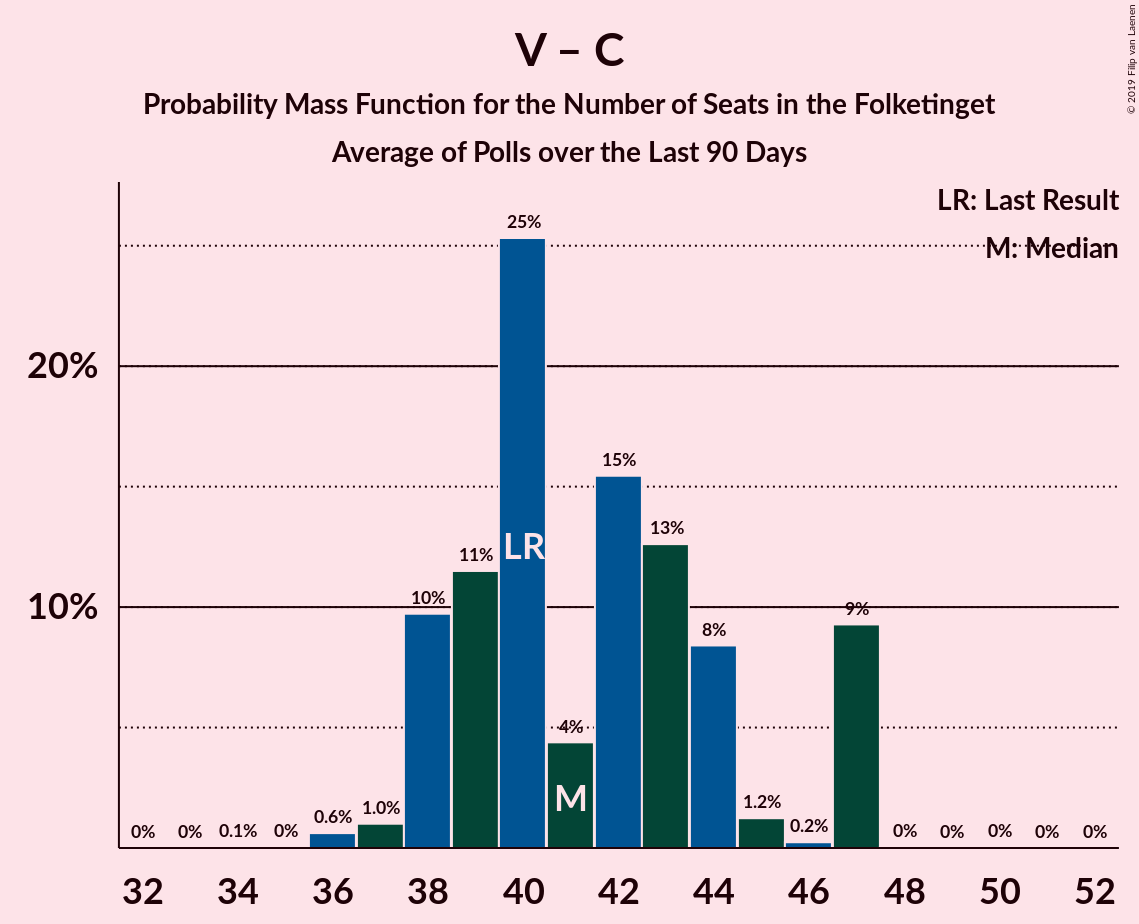 V – C
Probability Mass Function for the Number of Seats in the Folketinget
Average of Polls over the Last 90 Days
© 2019 Filip van Laenen
LR: Last Result
M: Median
20%
10%
0%
0%
0.1%
0%
0.6%
1.0%
10%
11%
25%
4%
15%
13%
8%
1.2%
0.2%
9%
0%
0%
0%
0%
0%
LR
M
32 34 36 38 40 42 44 46 48 50 52